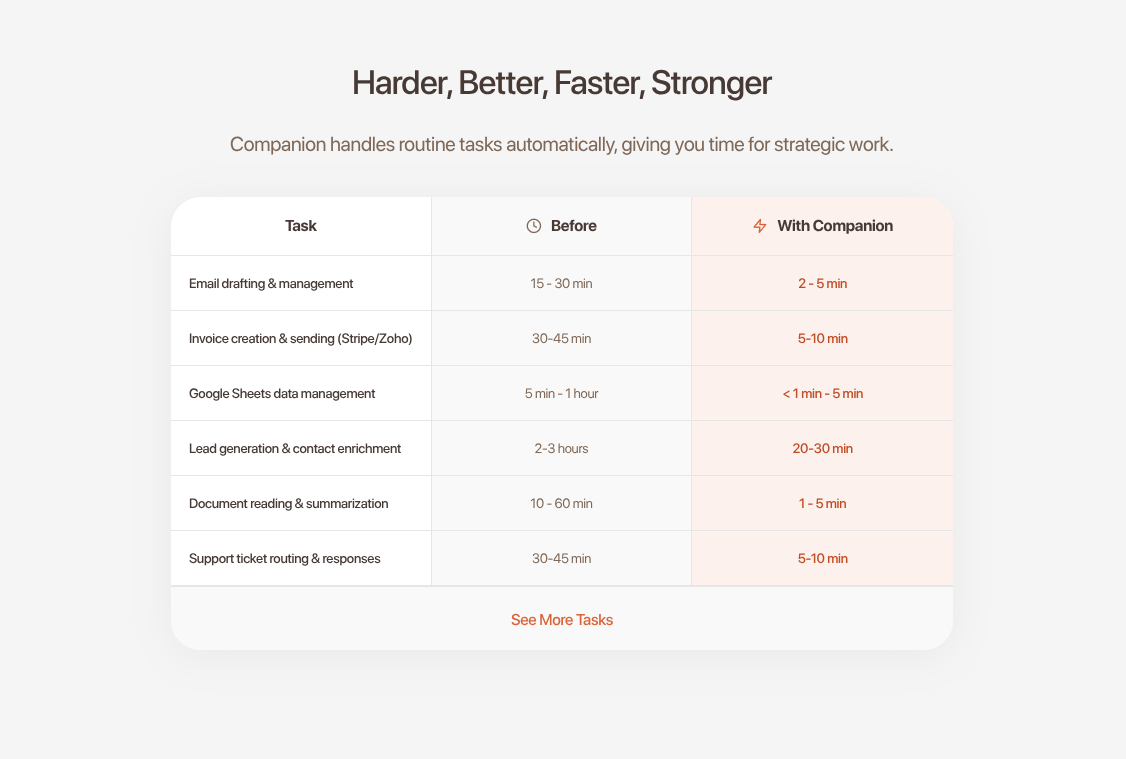 Harder, Better, Faster, Stronger
Companion handles routine tasks automatically, giving you time for strategic work.
Task Before With Companion
Email drafting & management 15 - 30 min 2 - 5 min
Invoice creation & sending (Stripe/Zoho) 30-45 min 5-10 min
Google Sheets data management 5 min - 1 hour < 1 min - 5 min
Lead generation & contact enrichment 2-3 hours 20-30 min
Document reading & summarization 10 - 60 min 1 - 5 min
Support ticket routing & responses 30-45 min 5-10 min
See More Tasks